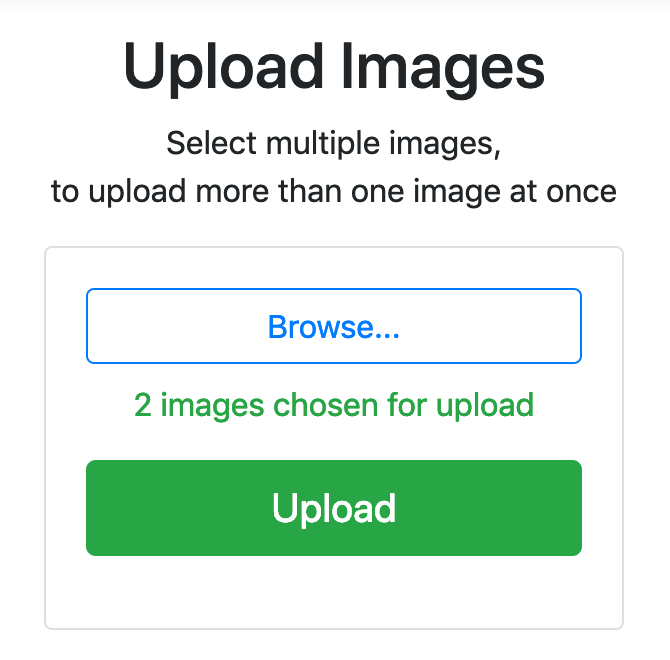 Upload Images
Select multiple images,
to upload more than one image at once
Browse...
2 images chosen for upload
Upload